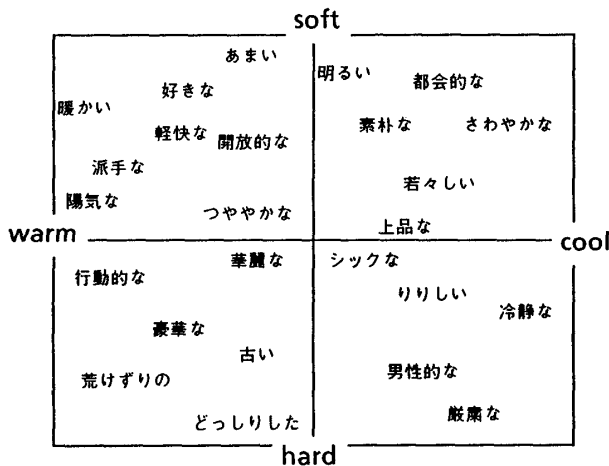 soft
あまい
明るい
都会的な
好きな
暖かい
素朴な
さわやかな
軽快な
開放的な
派手な
若々しい
陽気な
つややかな
上品な
warm
cool
華麗な
シックな
行動的な
りりしい
冷静な
豪華な
古い
荒けずりの
男性的な
どっしりした
厳粛な
hard